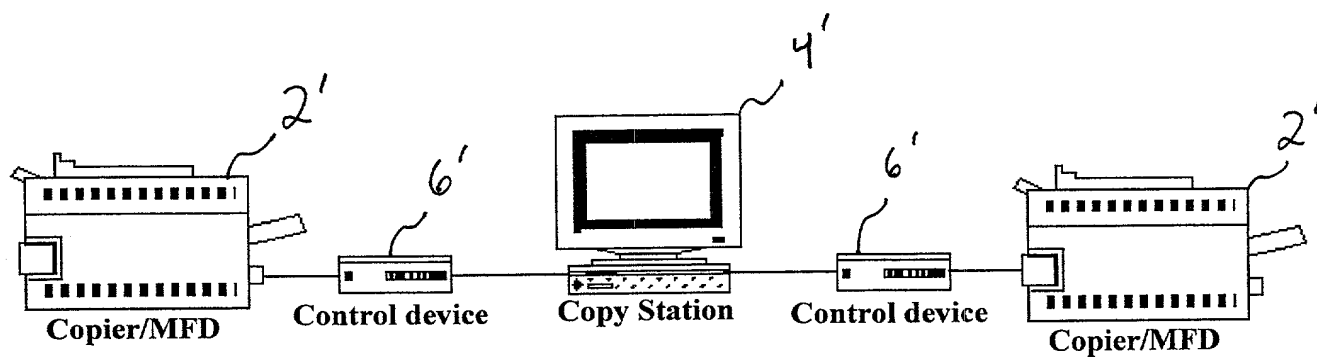 4'
2'
2'
6'
6'
Copier/MFD
Control device
Copy Station
Control device
Copier/MFD